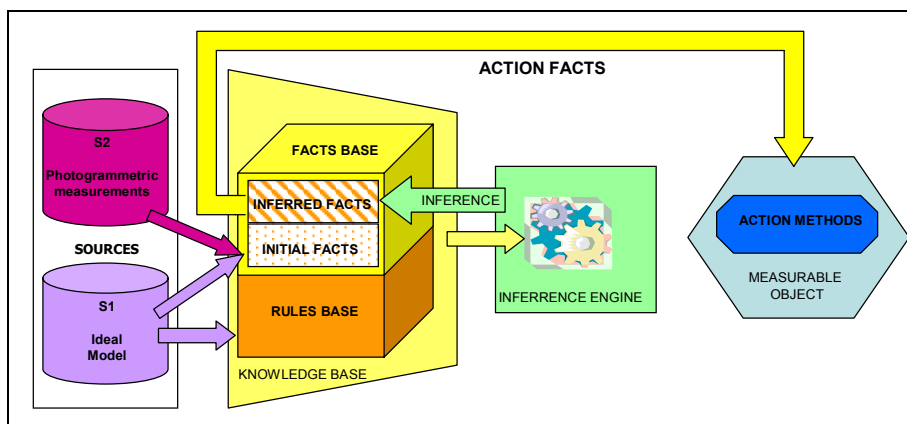 ACTION FACTS
S2
Photogrammetric
measurements
SOURCES
S1
Ideal
Model
FACTS BASE
INFERRED FACTS
INITIAL FACTS
RULES BASE
KNOWLEDGE BASE
INFERENCE
INFERRENCE ENGINE
ACTION METHODS
MEASURABLE
OBJECT